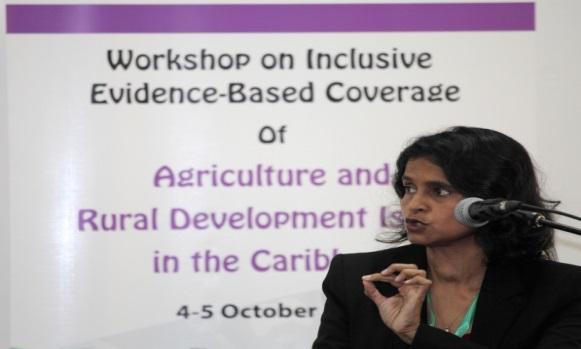 Workshop on Inclusive
Evidence-Based Coverage
Of
Agriculture and
Rural Development
in the
4-5 October